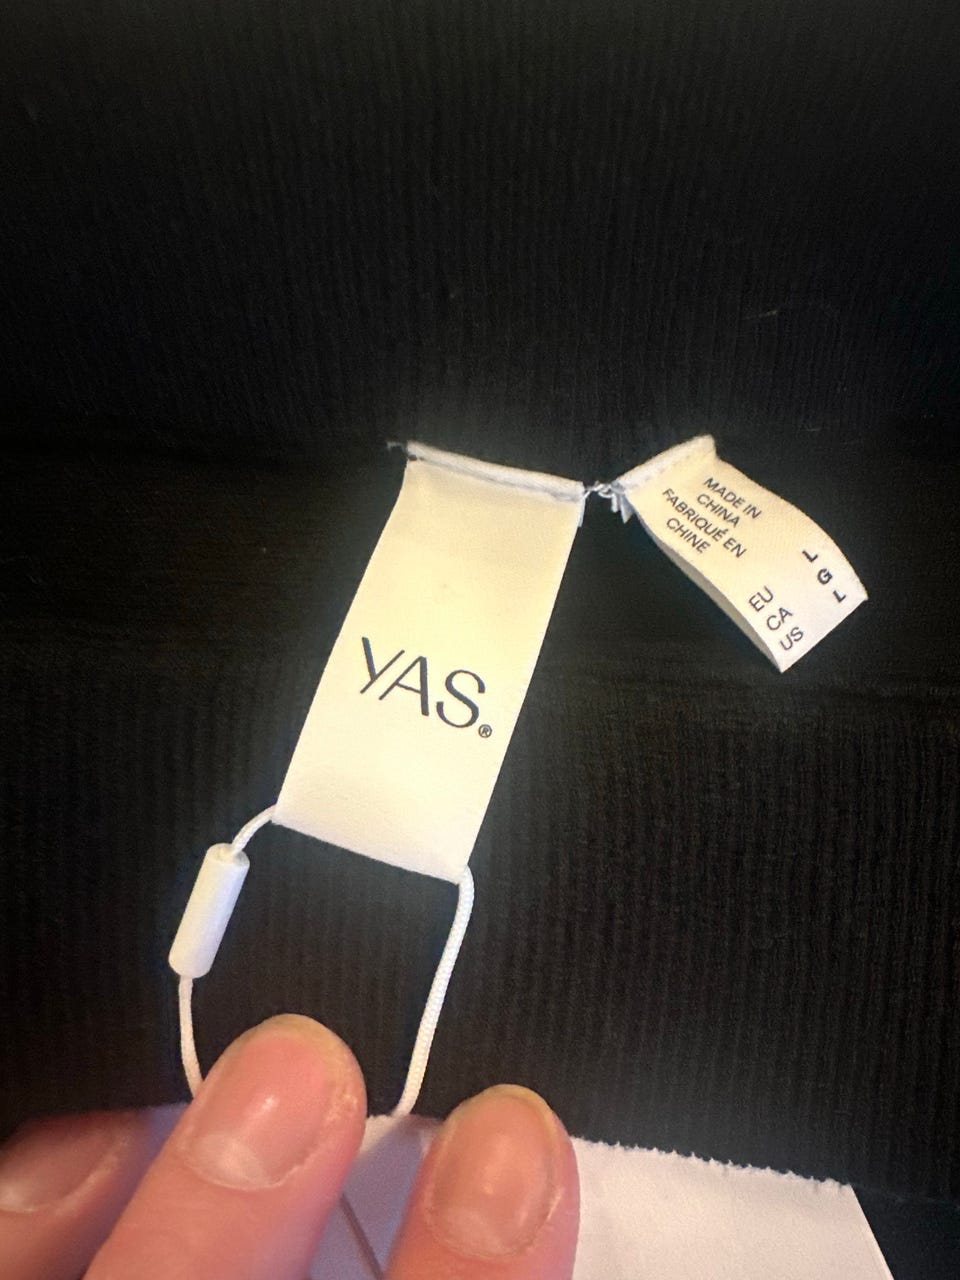 YAS®
MADE IN
CHINA
FABRIQUÉ EN
CHINE
EU L
CA G
US L